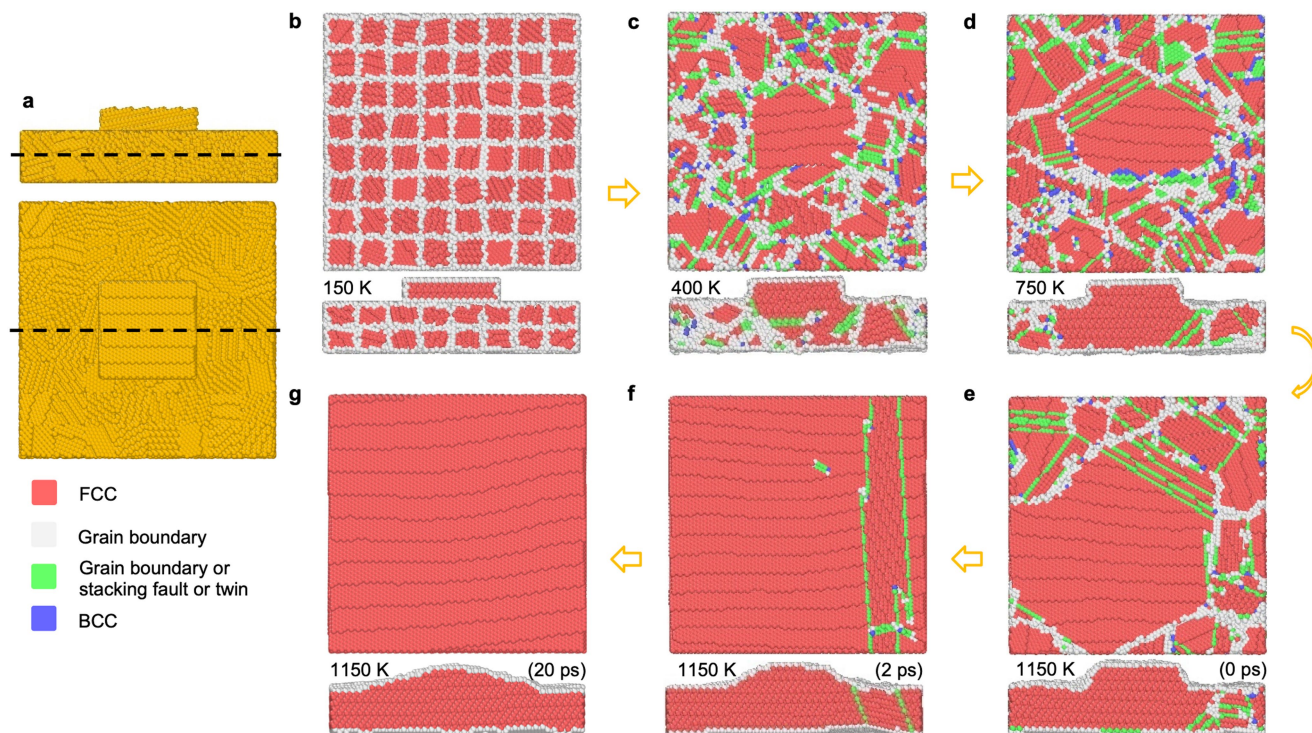 a
b
150 K
c
400 K
d
750 K
e
1150 K
(0 ps)
f
1150 K
(2 ps)
g
1150 K
(20 ps)
FCC
Grain boundary
Grain boundary or
stacking fault or twin
BCC